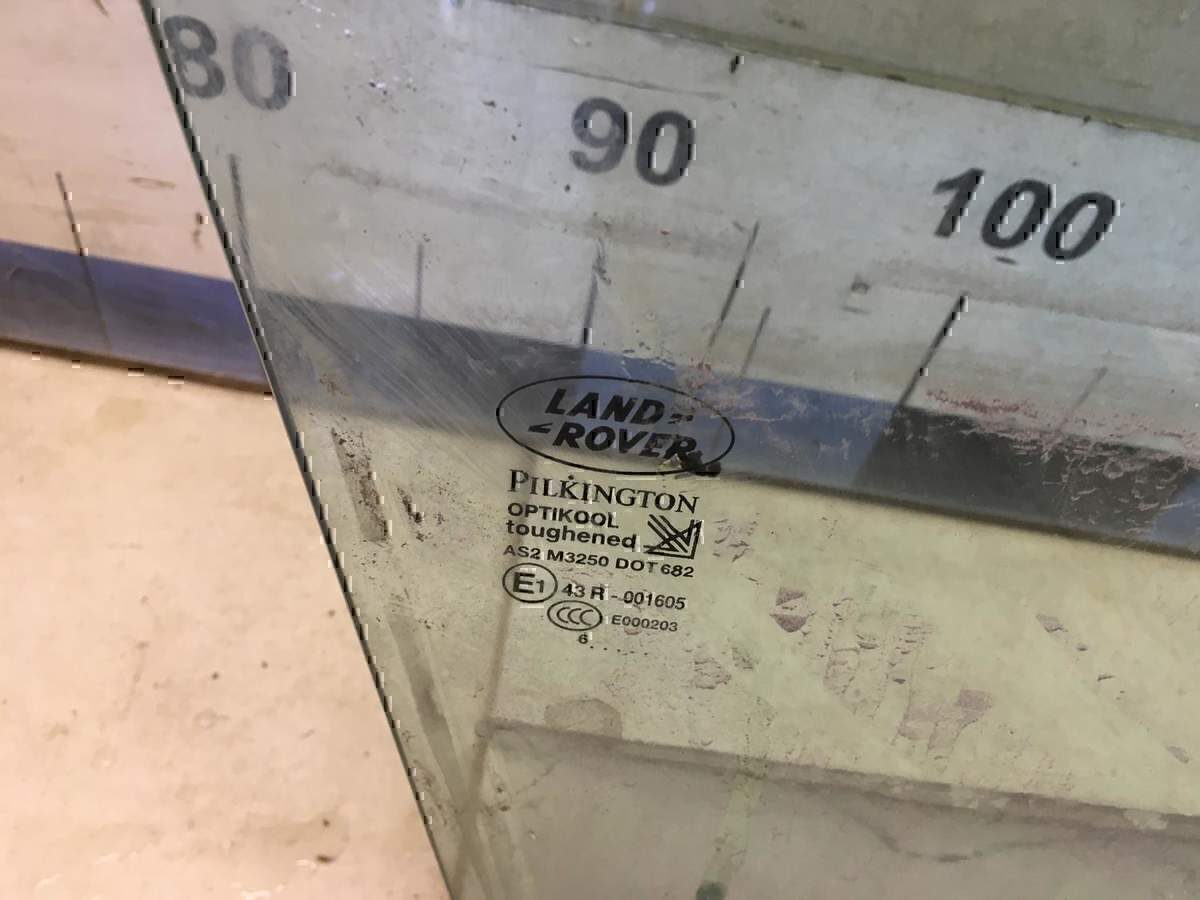 80
90
100
LAND
ROVER
PILKINGTON
OPTIKOOL
toughened
AS2 M3250 DOT 682
E1 43 R - 001605
CCC E000203
6......